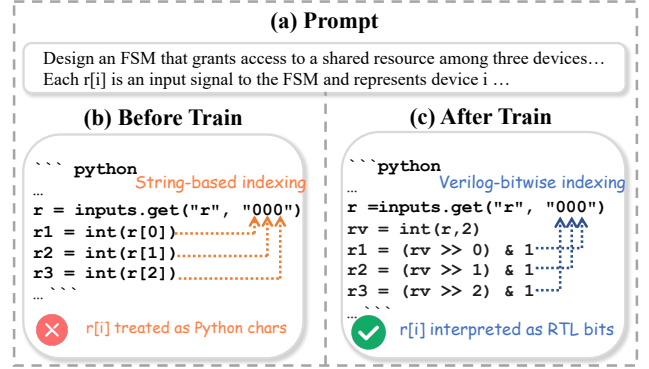 (a) Prompt
Design an FSM that grants access to a shared resource among three devices…
Each r[i] is an input signal to the FSM and represents device i …
(b) Before Train
``` python
…
String-based indexing
r = inputs.get("r", "000")
r1 = int(r[0])
r2 = int(r[1])
r3 = int(r[2])
… ```
r[i] treated as Python chars
(c) After Train
```python
…
Verilog-bitwise indexing
r =inputs.get("r", "000")
rv = int(r,2)
r1 = (rv >> 0) & 1
r2 = (rv >> 1) & 1
r3 = (rv >> 2) & 1
… ```
r[i] interpreted as RTL bits